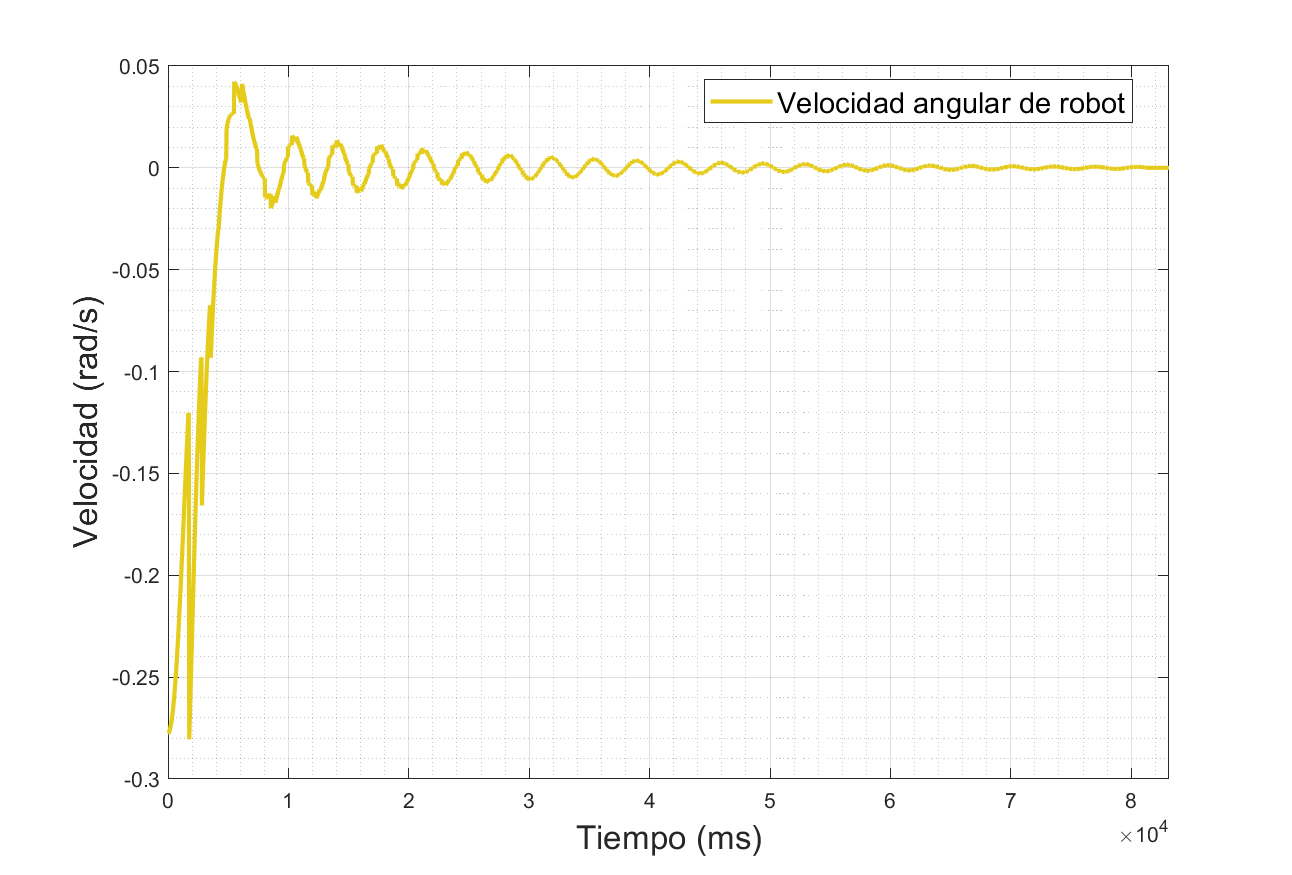 Velocidad angular de robot
0.05
0
-0.05
-0.1
-0.15
-0.2
-0.25
-0.3
Velocidad (rad/s)
0 1 2 3 4 5 6 7 8
×10⁴
Tiempo (ms)